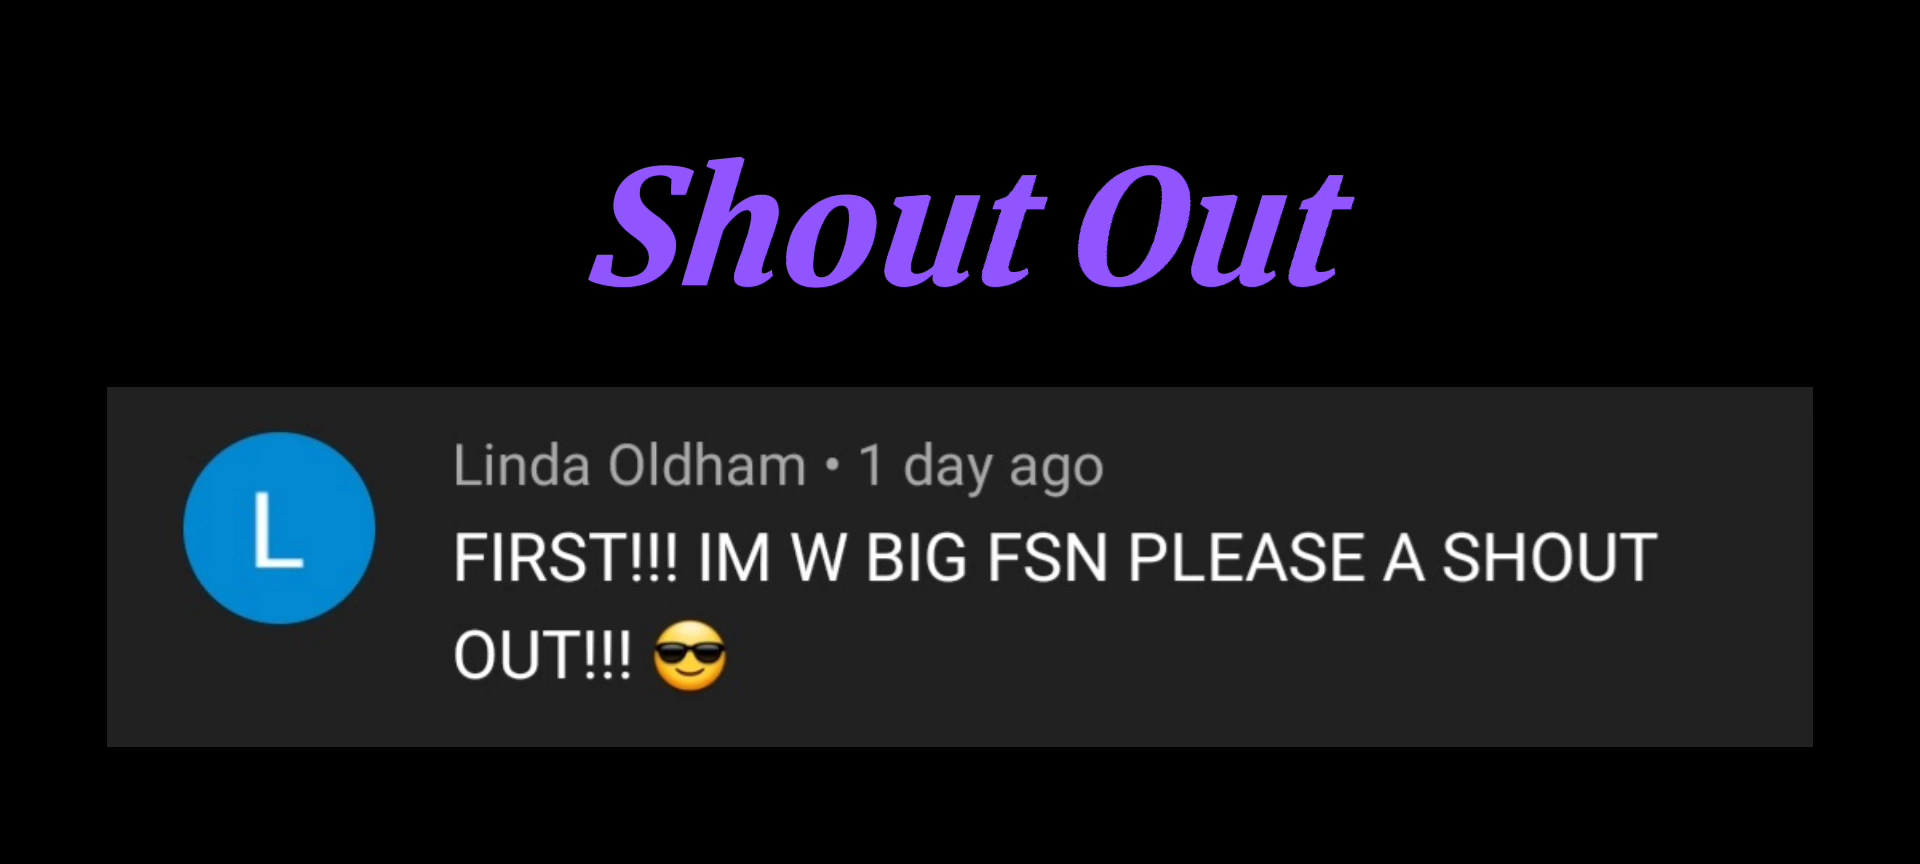 Shout Out
L
Linda Oldham • 1 day ago
FIRST!!! IM W BIG FSN PLEASE A SHOUT
OUT!!! 😎